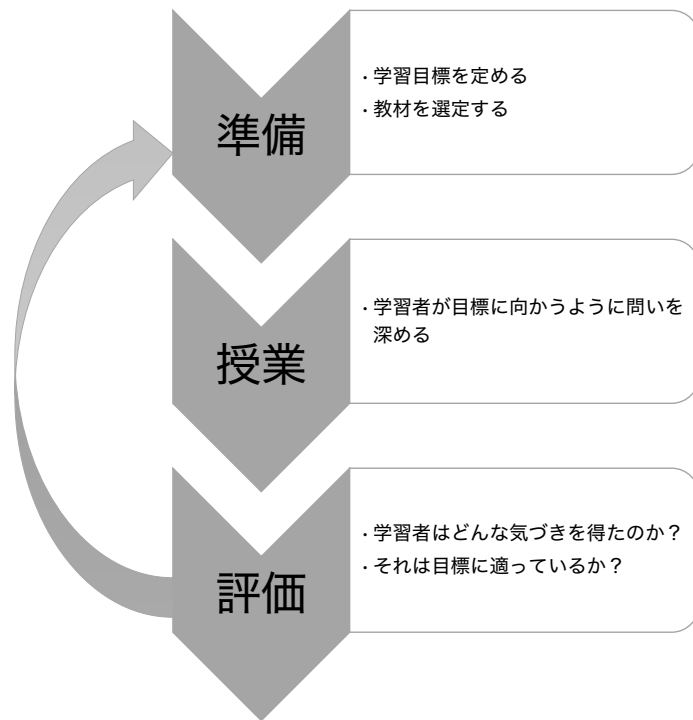 準備
・学習目標を定める
・教材を選定する
授業
・学習者が目標に向かうように問いを
深める
評価
・学習者はどんな気づきを得たのか？
・それは目標に適っているか？